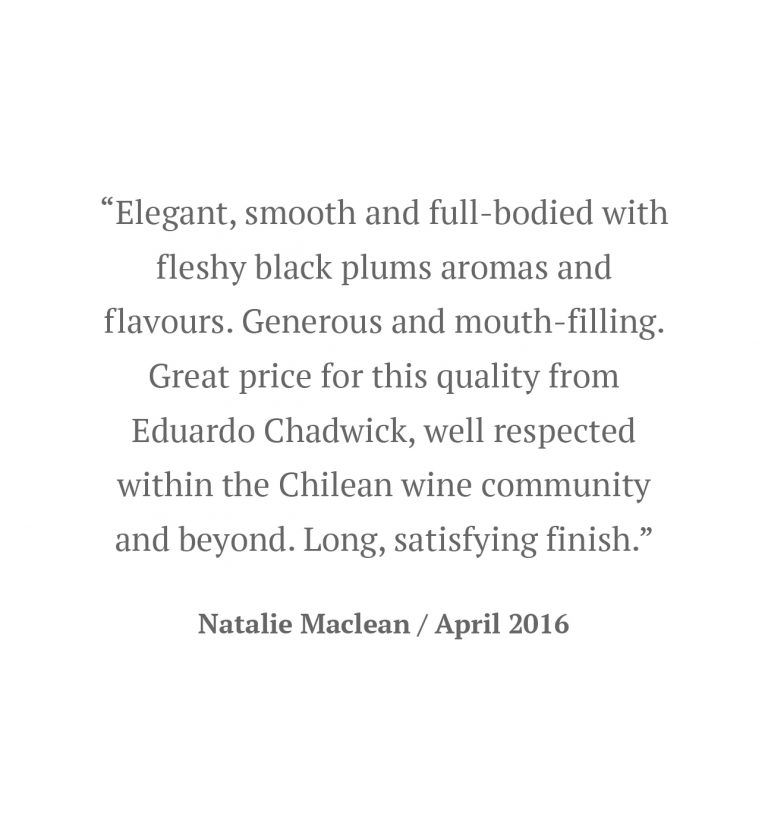 “Elegant, smooth and full-bodied with
fleshy black plums aromas and
flavours. Generous and mouth-filling.
Great price for this quality from
Eduardo Chadwick, well respected
within the Chilean wine community
and beyond. Long, satisfying finish.”
Natalie Maclean / April 2016